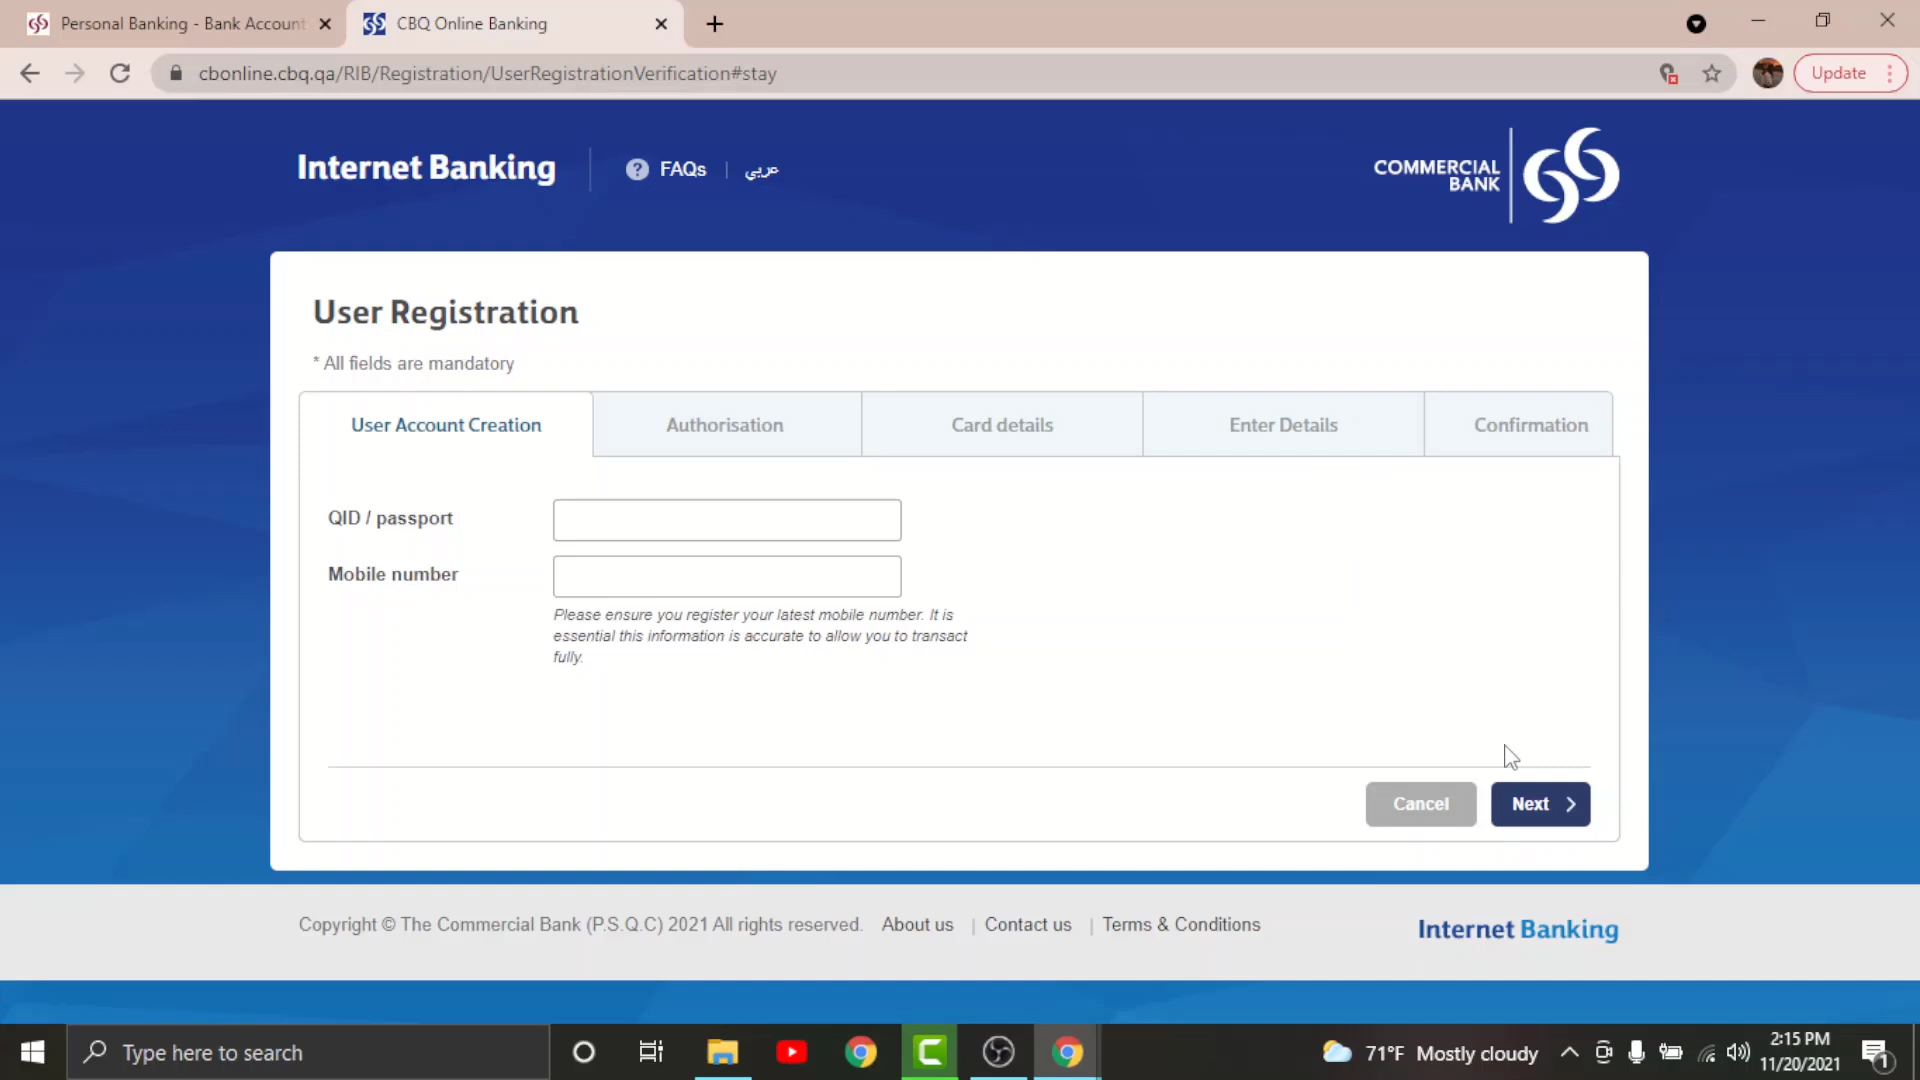 Personal Banking - Bank Account
CBQ Online Banking
cbonline.cbq.qa/RIB/Registration/UserRegistrationVerification#stay
Update
Internet Banking
? FAQs | عربي
COMMERCIAL
BANK
User Registration
* All fields are mandatory
User Account Creation
Authorisation
Card details
Enter Details
Confirmation
QID / passport
Mobile number
Please ensure you register your latest mobile number. It is
essential this information is accurate to allow you to transact
fully.
Cancel
Next
Copyright © The Commercial Bank (P.S.Q.C) 2021 All rights reserved. About us | Contact us | Terms & Conditions
Internet Banking
Type here to search
71°F Mostly cloudy
2:15 PM
11/20/2021
1